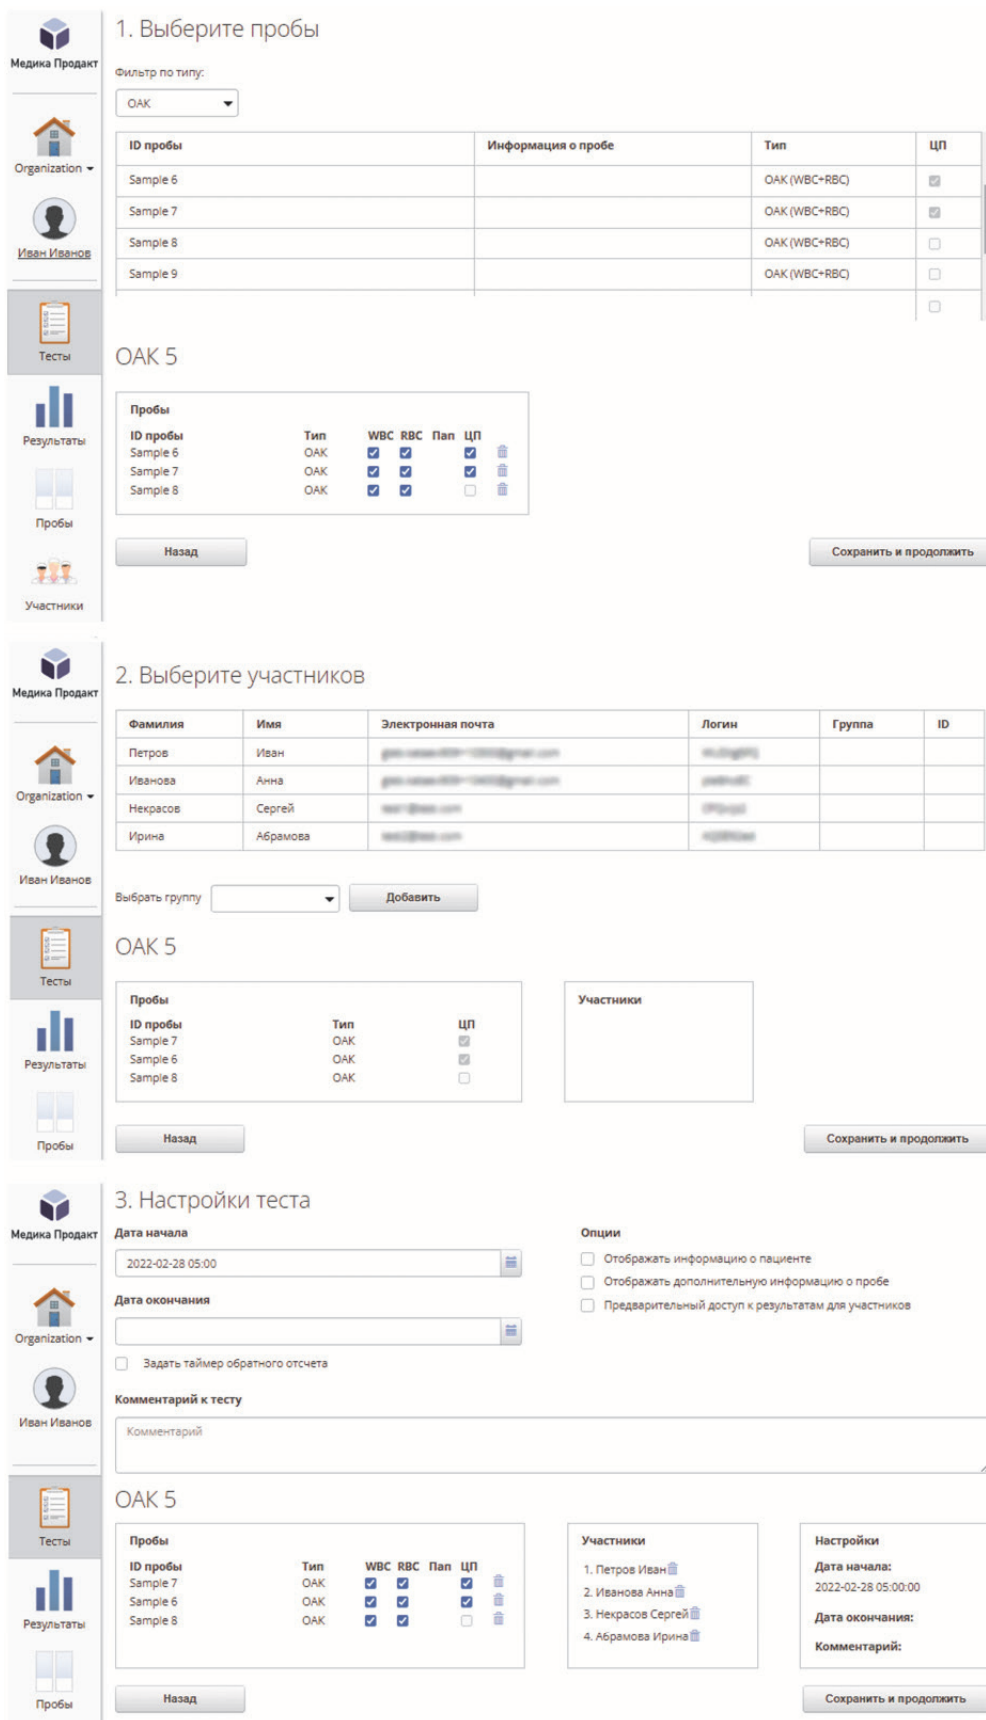 Медика Продакт
Organization
Иван Иванов
Тесты
Результаты
Пробы
Участники
1. Выберите пробы
Фильтр по типу:
ОАК
ID пробы Информация о пробе Тип ЦП
Sample 6 ОАК (WBC+RBC)
Sample 7 ОАК (WBC+RBC)
Sample 8 ОАК (WBC+RBC)
Sample 9 ОАК (WBC+RBC)
ОАК 5
Пробы
ID пробы Тип WBC RBC Пап ЦП
Sample 6 ОАК
Sample 7 ОАК
Sample 8 ОАК
Назад Сохранить и продолжить
Медика Продакт
Organization
Иван Иванов
Тесты
Результаты
Пробы
2. Выберите участников
Фамилия Имя Электронная почта Логин Группа ID
Петров Иван
Иванова Анна
Некрасов Сергей
Ирина Абрамова
Выбрать группу Добавить
ОАК 5
Пробы
ID пробы Тип ЦП
Sample 7 ОАК
Sample 6 ОАК
Sample 8 ОАК
Участники
Назад Сохранить и продолжить
Медика Продакт
Organization
Иван Иванов
Тесты
Результаты
Пробы
3. Настройки теста
Дата начала
2022-02-28 05:00
Дата окончания
Задать таймер обратного отсчета
Опции
Отображать информацию о пациенте
Отображать дополнительную информацию о пробе
Предварительный доступ к результатам для участников
Комментарий к тесту
Комментарий
ОАК 5
Пробы
ID пробы Тип WBC RBC Пап ЦП
Sample 7 ОАК
Sample 6 ОАК
Sample 8 ОАК
Участники
1. Петров Иван
2. Иванова Анна
3. Некрасов Сергей
4. Абрамова Ирина
Настройки
Дата начала:
2022-02-28 05:00:00
Дата окончания:
Комментарий:
Назад Сохранить и продолжить